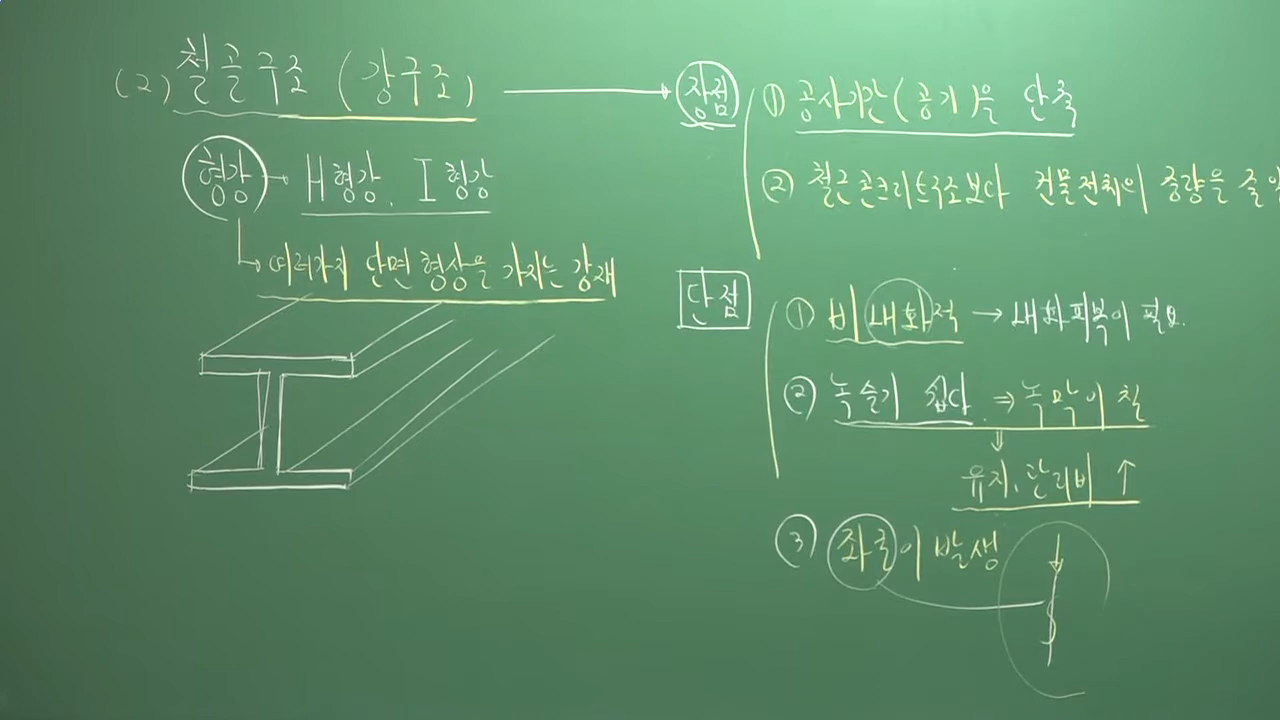 (2) 철골구조 (강구조) → 장점
형강 → H형강, I형강
↳ 여러가지 단면 형상을 가지는 강재
① 공사기간(공기)을 단축
② 철근콘크리트구조보다 건물전체의 중량을 줄일
단점
① 비내화적 → 내화피복이 필요.
② 녹슬기 쉽다. ⇒ 녹막이 칠
⇓
유지, 관리비 ↑
③ 좌굴이 발생